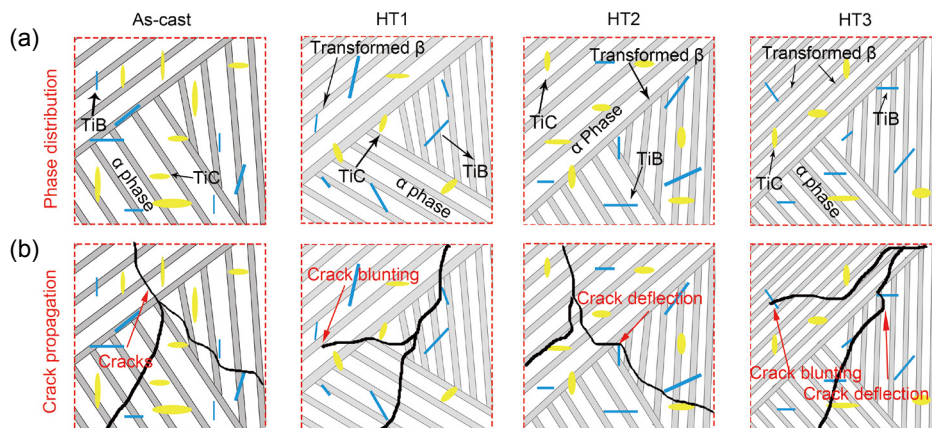 As-cast
HT1
HT2
HT3
(a)
Phase distribution
TiB
TiC
α phase
Transformed β
TiC
TiB
α phase
Transformed β
TiC
α Phase
TiB
Transformed β
TiB
TiC
α phase
(b)
Crack propagation
Cracks
Crack blunting
Crack deflection
Crack blunting
Crack deflection